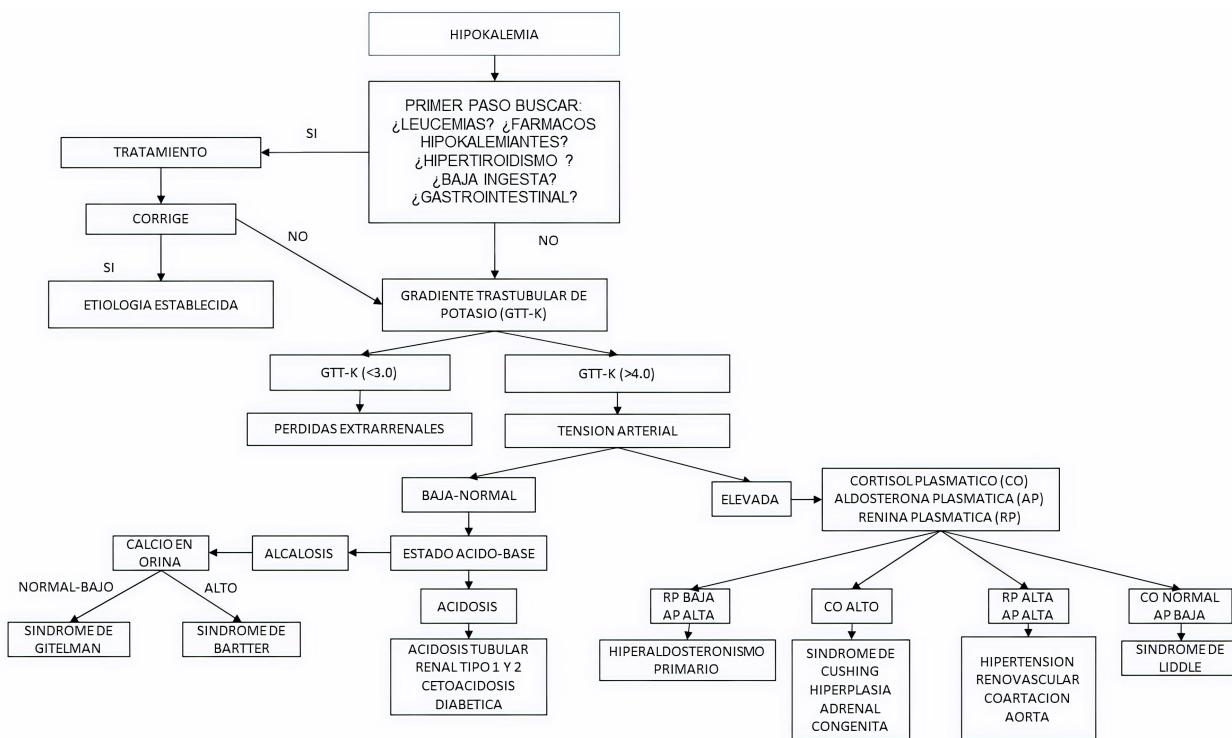 HIPOKALEMIA
PRIMER PASO BUSCAR:
¿LEUCEMIAS? ¿FARMACOS
HIPOKALEMIANTES?
¿HIPERTIROIDISMO ?
¿BAJA INGESTA?
¿GASTROINTESTINAL?
SI
TRATAMIENTO
CORRIGE
NO
NO
SI
ETIOLOGIA ESTABLECIDA
GRADIENTE TRASTUBULAR DE
POTASIO (GTT-K)
GTT-K (<3.0)
GTT-K (>4.0)
PERDIDAS EXTRARRENALES
TENSION ARTERIAL
BAJA-NORMAL
ELEVADA
CORTISOL PLASMATICO (CO)
ALDOSTERONA PLASMATICA (AP)
RENINA PLASMATICA (RP)
CALCIO EN
ORINA
ALCALOSIS
ESTADO ACIDO-BASE
NORMAL-BAJO
ALTO
ACIDOSIS
RP BAJA
AP ALTA
CO ALTO
RP ALTA
AP ALTA
CO NORMAL
AP BAJA
SINDROME DE
GITELMAN
SINDROME DE
BARTTER
ACIDOSIS TUBULAR
RENAL TIPO 1 Y 2
CETOACIDOSIS
DIABETICA
HIPERALDOSTERONISMO
PRIMARIO
SINDROME DE
CUSHING
HIPERPLASIA
ADRENAL
CONGENITA
HIPERTENSION
RENOVASCULAR
COARTACION
AORTA
SINDROME DE
LIDDLE